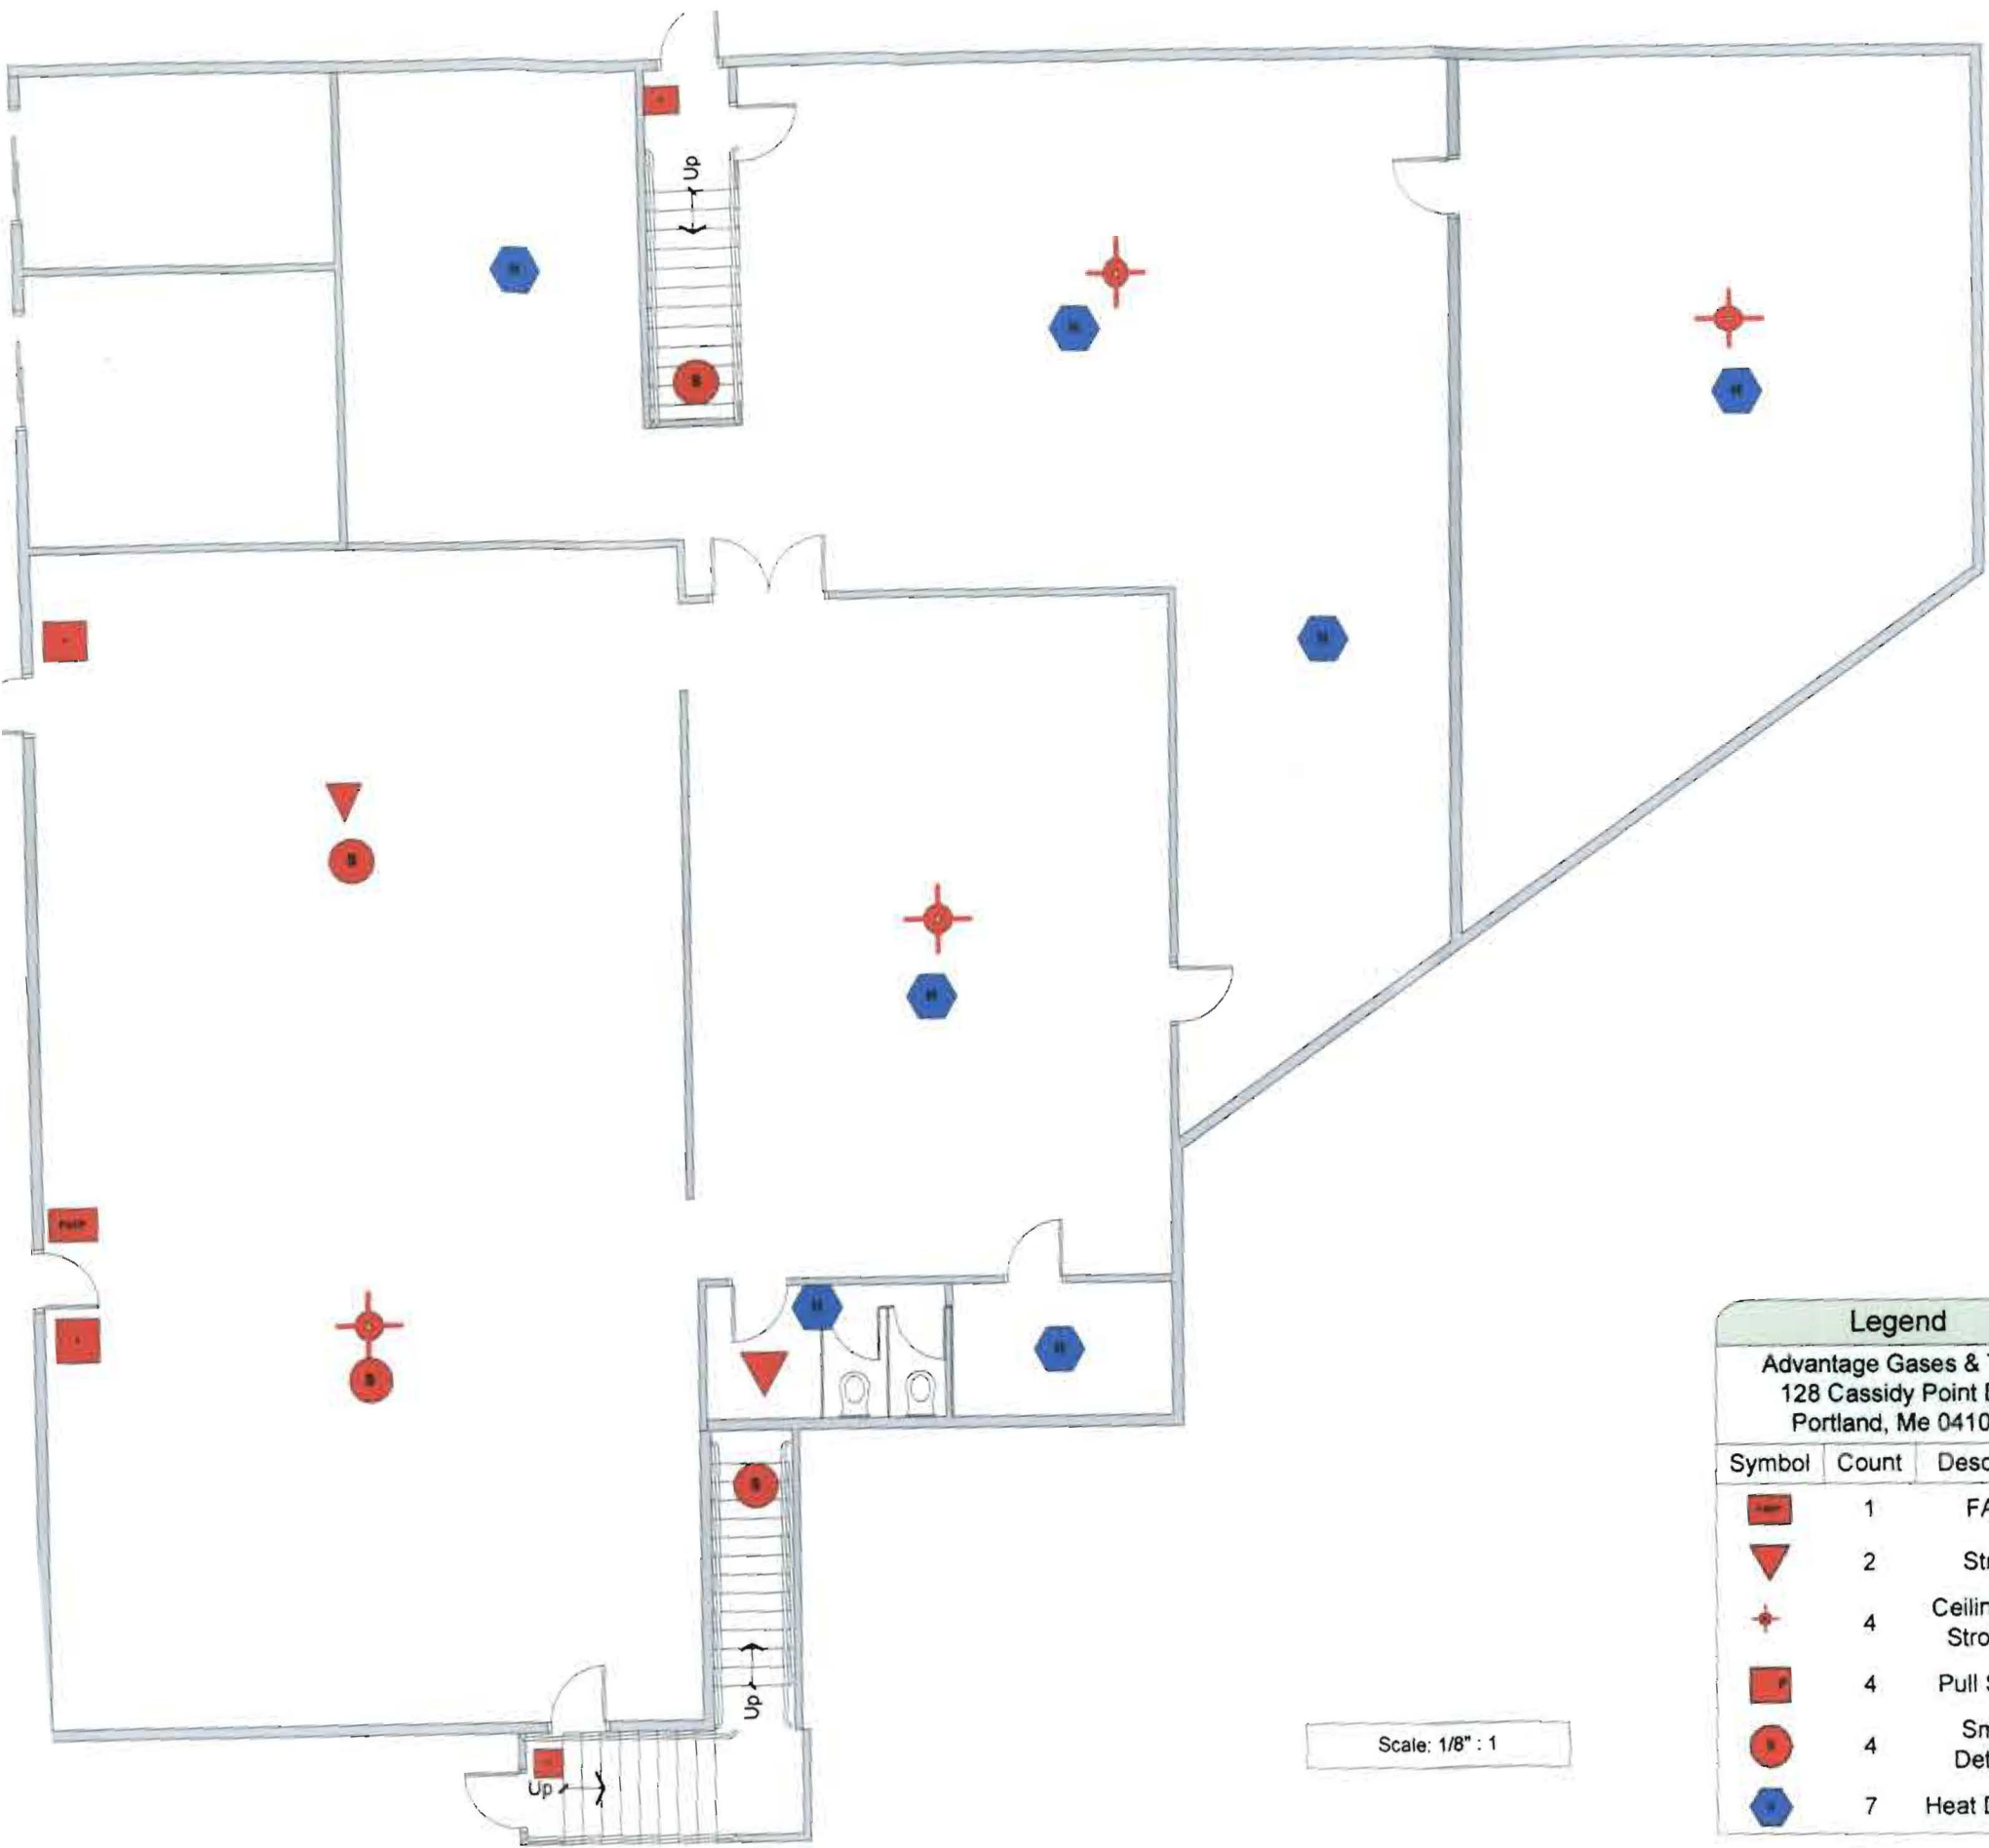 Up
Up
Up
Scale: 1/8" : 1
Legend
Advantage Gases &
128 Cassidy Point
Portland, Me 0410
Symbol Count Desc
1 FA
2 St
4 Ceilin
Stro
4 Pull S
P
4 Sm
Det
7 Heat D
H
H
H
H
H
H
H